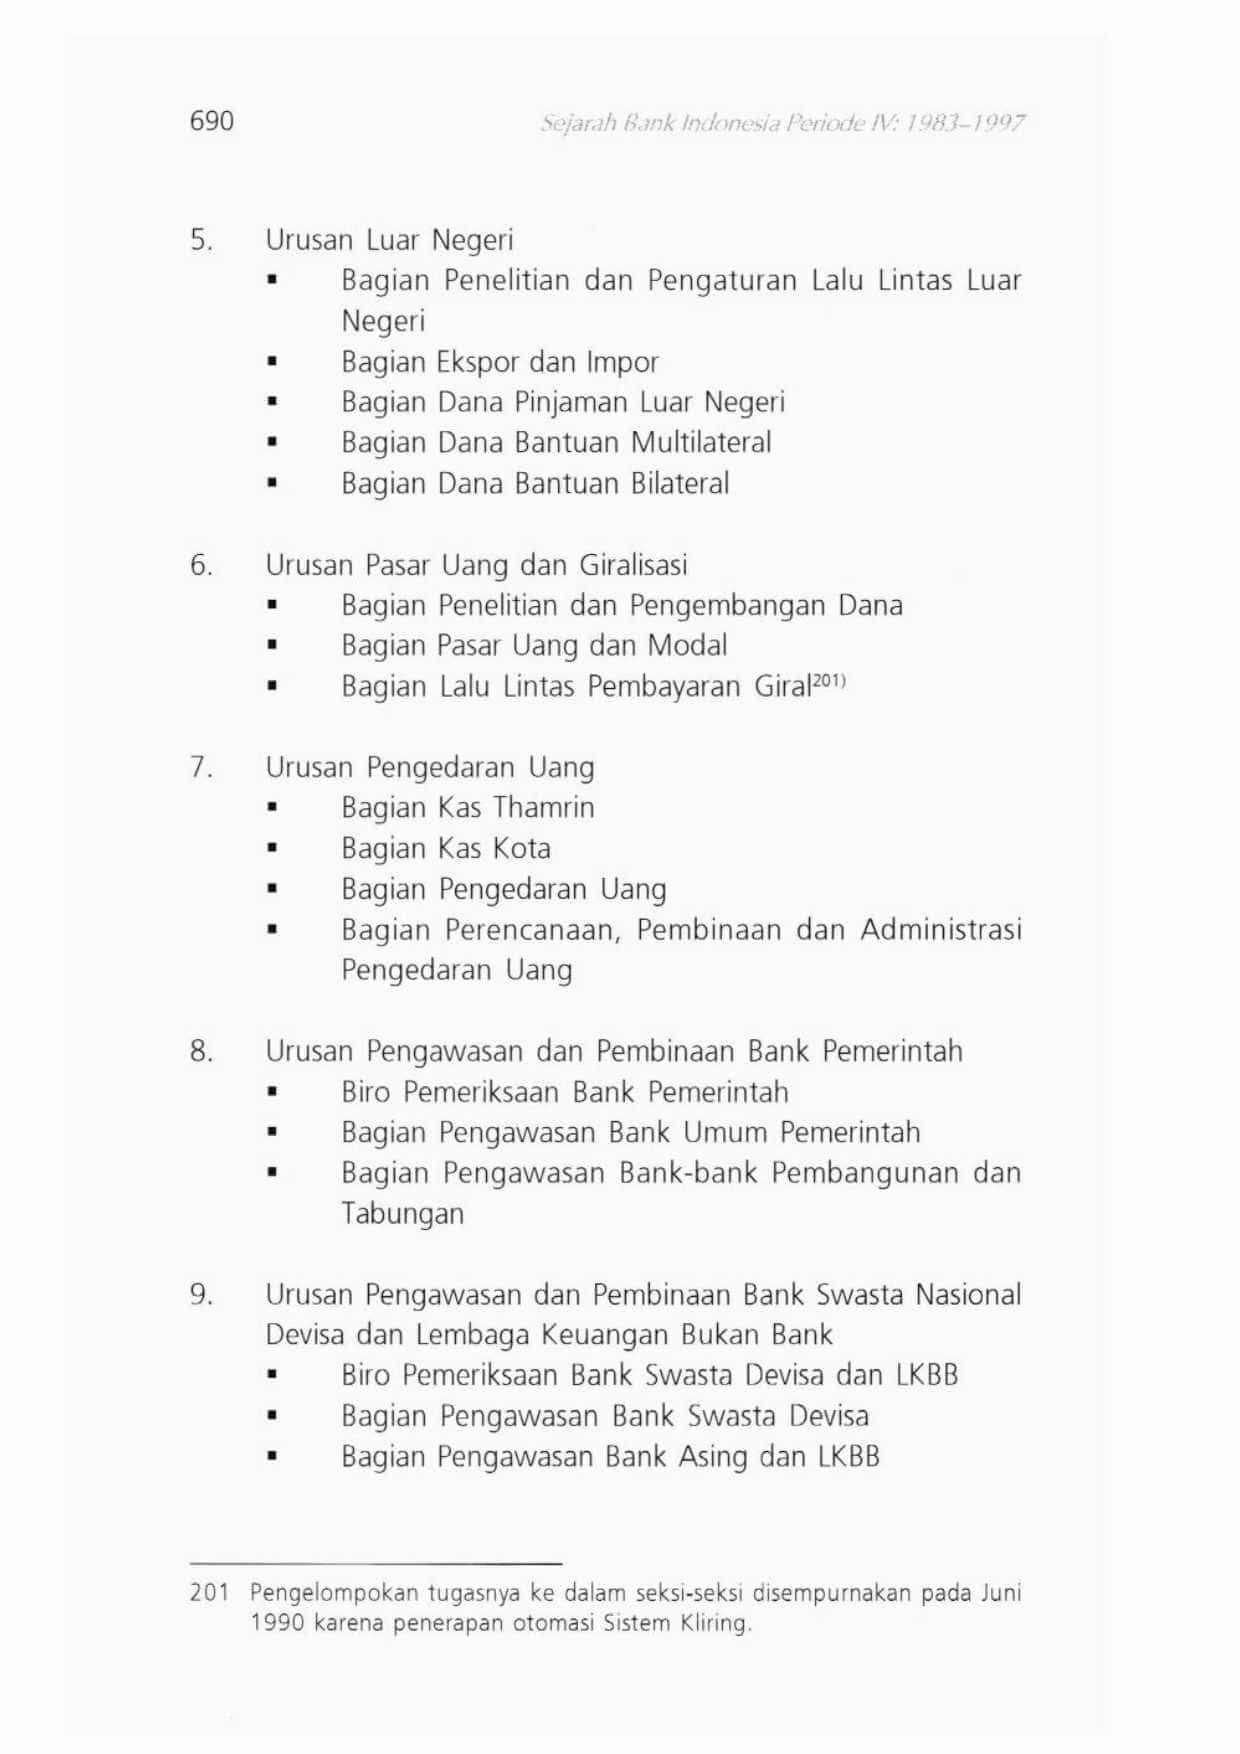 690 Sejarah Bank Indonesia Periode IV: 1983–1997
5. Urusan Luar Negeri
▪ Bagian Penelitian dan Pengaturan Lalu Lintas Luar
Negeri
▪ Bagian Ekspor dan Impor
▪ Bagian Dana Pinjaman Luar Negeri
▪ Bagian Dana Bantuan Multilateral
▪ Bagian Dana Bantuan Bilateral
6. Urusan Pasar Uang dan Giralisasi
▪ Bagian Penelitian dan Pengembangan Dana
▪ Bagian Pasar Uang dan Modal
▪ Bagian Lalu Lintas Pembayaran Giral201)
7. Urusan Pengedaran Uang
▪ Bagian Kas Thamrin
▪ Bagian Kas Kota
▪ Bagian Pengedaran Uang
▪ Bagian Perencanaan, Pembinaan dan Administrasi
Pengedaran Uang
8. Urusan Pengawasan dan Pembinaan Bank Pemerintah
▪ Biro Pemeriksaan Bank Pemerintah
▪ Bagian Pengawasan Bank Umum Pemerintah
▪ Bagian Pengawasan Bank-bank Pembangunan dan
Tabungan
9. Urusan Pengawasan dan Pembinaan Bank Swasta Nasional
Devisa dan Lembaga Keuangan Bukan Bank
▪ Biro Pemeriksaan Bank Swasta Devisa dan LKBB
▪ Bagian Pengawasan Bank Swasta Devisa
▪ Bagian Pengawasan Bank Asing dan LKBB
201 Pengelompokan tugasnya ke dalam seksi-seksi disempurnakan pada Juni
1990 karena penerapan otomasi Sistem Kliring.